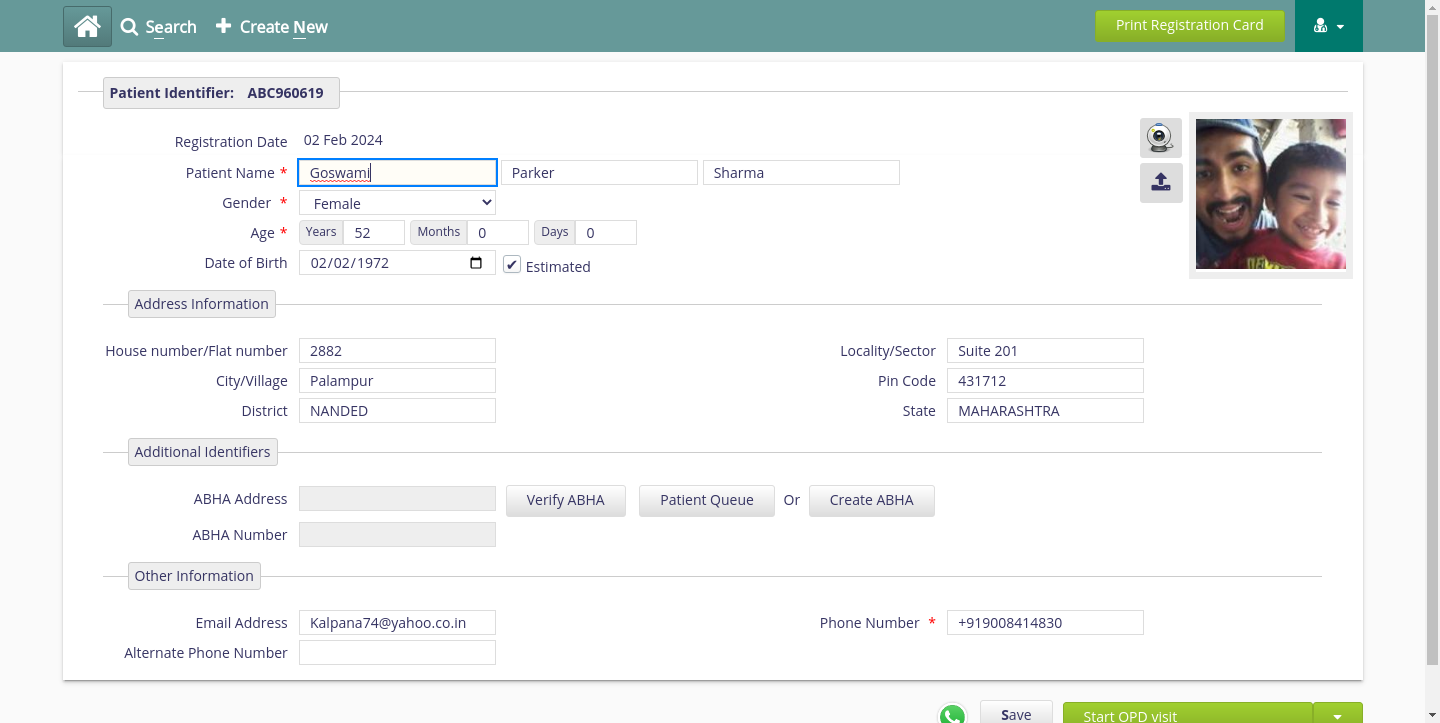 Search Create New Print Registration Card
Patient Identifier: ABC960619
Registration Date 02 Feb 2024
Patient Name * Goswami Parker Sharma
Gender * Female
Age * Years 52 Months 0 Days 0
Date of Birth 02/02/1972 Estimated
Address Information
House number/Flat number 2882 Locality/Sector Suite 201
City/Village Palampur Pin Code 431712
District NANDED State MAHARASHTRA
Additional Identifiers
ABHA Address Verify ABHA Patient Queue Or Create ABHA
ABHA Number
Other Information
Email Address Kalpana74@yahoo.co.in Phone Number * +919008414830
Alternate Phone Number
Save Start OPD visit